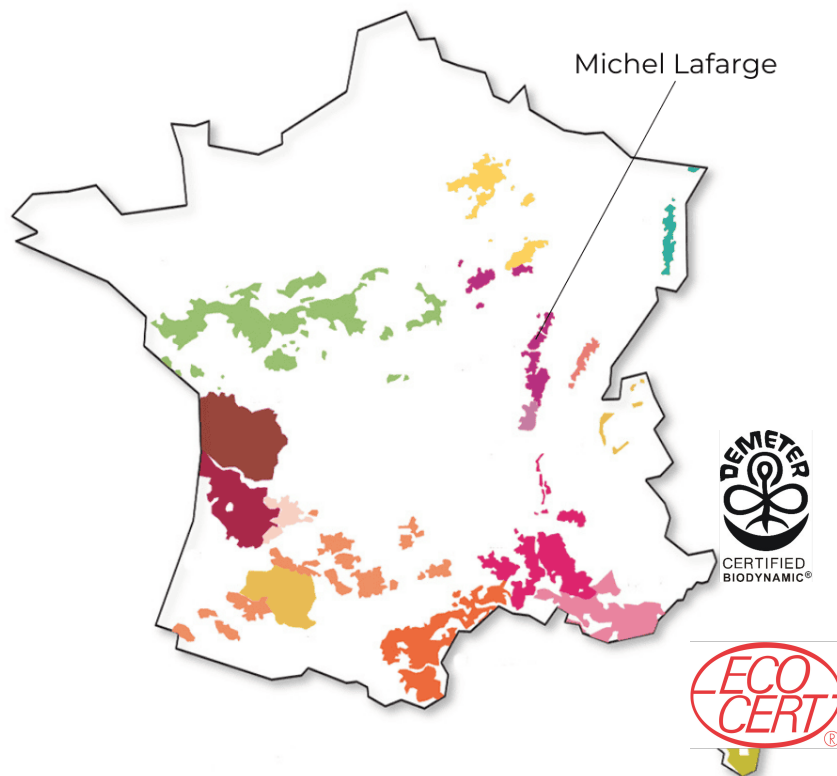 Michel Lafarge
DEMETER
CERTIFIED
BIODYNAMIC®
ECO
CERT
®